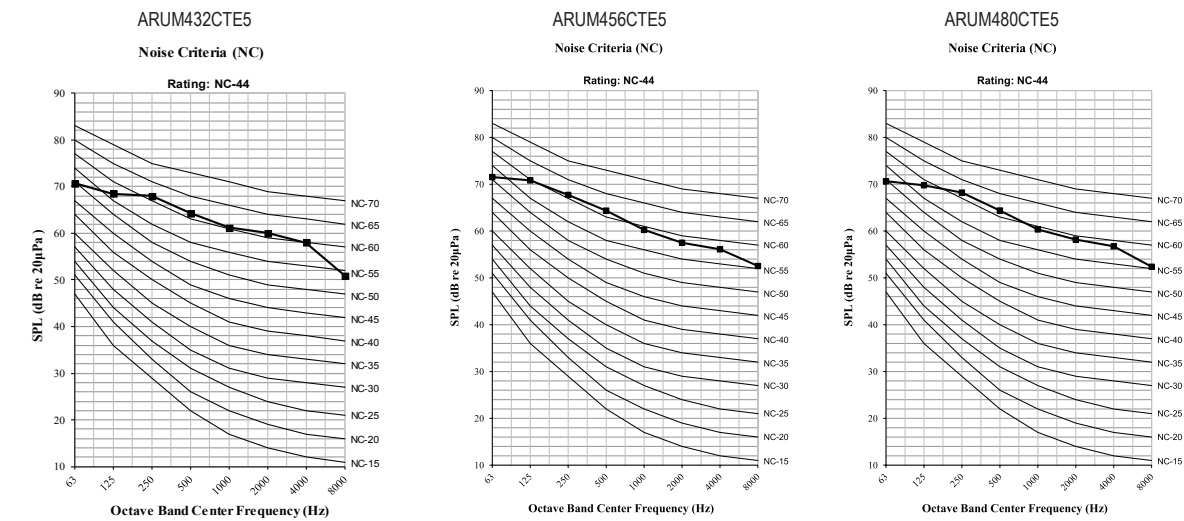 ARUM432CTE5
Noise Criteria (NC)
Rating: NC-44
90
80
70
60
50
40
30
20
10
SPL (dB re 20µPa )
NC-70
NC-65
NC-60
NC-55
NC-50
NC-45
NC-40
NC-35
NC-30
NC-25
NC-20
NC-15
63 125 250 500 1000 2000 4000 8000
Octave Band Center Frequency (Hz)
ARUM456CTE5
Noise Criteria (NC)
Rating: NC-44
90
80
70
60
50
40
30
20
10
SPL (dB re 20µPa )
NC-70
NC-65
NC-60
NC-55
NC-50
NC-45
NC-40
NC-35
NC-30
NC-25
NC-20
NC-15
63 125 250 500 1000 2000 4000 8000
Octave Band Center Frequency (Hz)
ARUM480CTE5
Noise Criteria (NC)
Rating: NC-44
90
80
70
60
50
40
30
20
10
SPL (dB re 20µPa )
NC-70
NC-65
NC-60
NC-55
NC-50
NC-45
NC-40
NC-35
NC-30
NC-25
NC-20
NC-15
63 125 250 500 1000 2000 4000 8000
Octave Band Center Frequency (Hz)